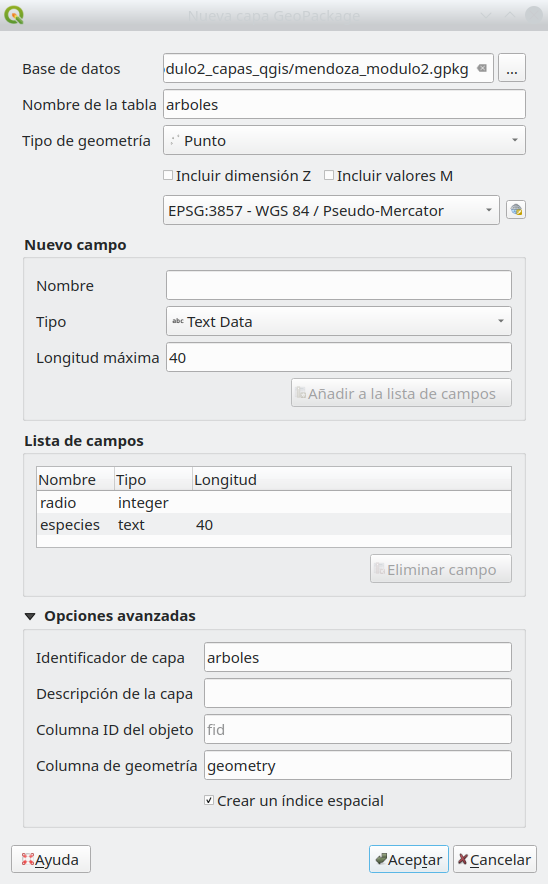 Nueva capa GeoPackage
Base de datos
odulo2_capas_qgis/mendoza_modulo2.gpkg
...
Nombre de la tabla arboles
Tipo de geometría Punto
Incluir dimensión Z Incluir valores M
EPSG:3857 - WGS 84 / Pseudo-Mercator
Nuevo campo
Nombre
Tipo abc Text Data
Longitud máxima 40
Añadir a la lista de campos
Lista de campos
Nombre Tipo Longitud
radio integer
especies text 40
Eliminar campo
Opciones avanzadas
Identificador de capa arboles
Descripción de la capa
Columna ID del objeto fid
Columna de geometría geometry
Crear un índice espacial
Ayuda Aceptar Cancelar